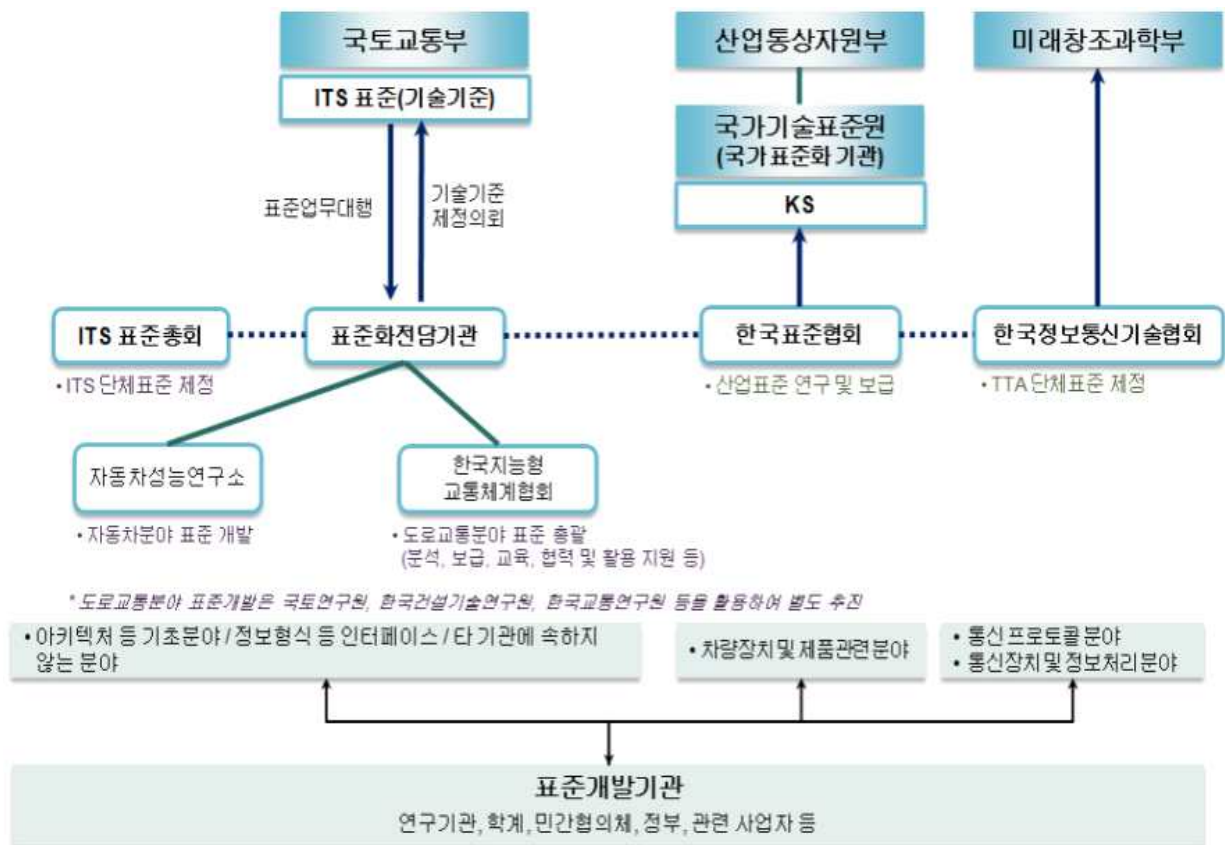 국토교통부
산업통상자원부
미래창조과학부
ITS 표준(기술기준)
국가기술표준원
(국가표준화 기관)
KS
표준업무대행
기술기준
제정의뢰
ITS 표준총회
표준화전담기관
한국표준협회
한국정보통신기술협회
• ITS 단체표준 제정
• 산업표준 연구 및 보급
• TTA 단체표준 제정
자동차성능연구소
한국지능형
교통체계협회
• 자동차분야 표준 개발
• 도로교통분야 표준 총괄
(분석, 보급, 교육, 협력 및 활용 지원 등)
* 도로교통분야 표준개발은 국토연구원, 한국건설기술연구원, 한국교통연구원 등을 활용하여 별도 추진
• 아키텍처 등 기초분야 / 정보형식 등 인터페이스 / 타 기관에 속하지
않는 분야
• 차량장치 및 제품관련 분야
• 통신 프로토콜 분야
• 통신장치 및 정보처리 분야
표준개발기관
연구기관, 학계, 민간협의체, 정부, 관련 사업자 등